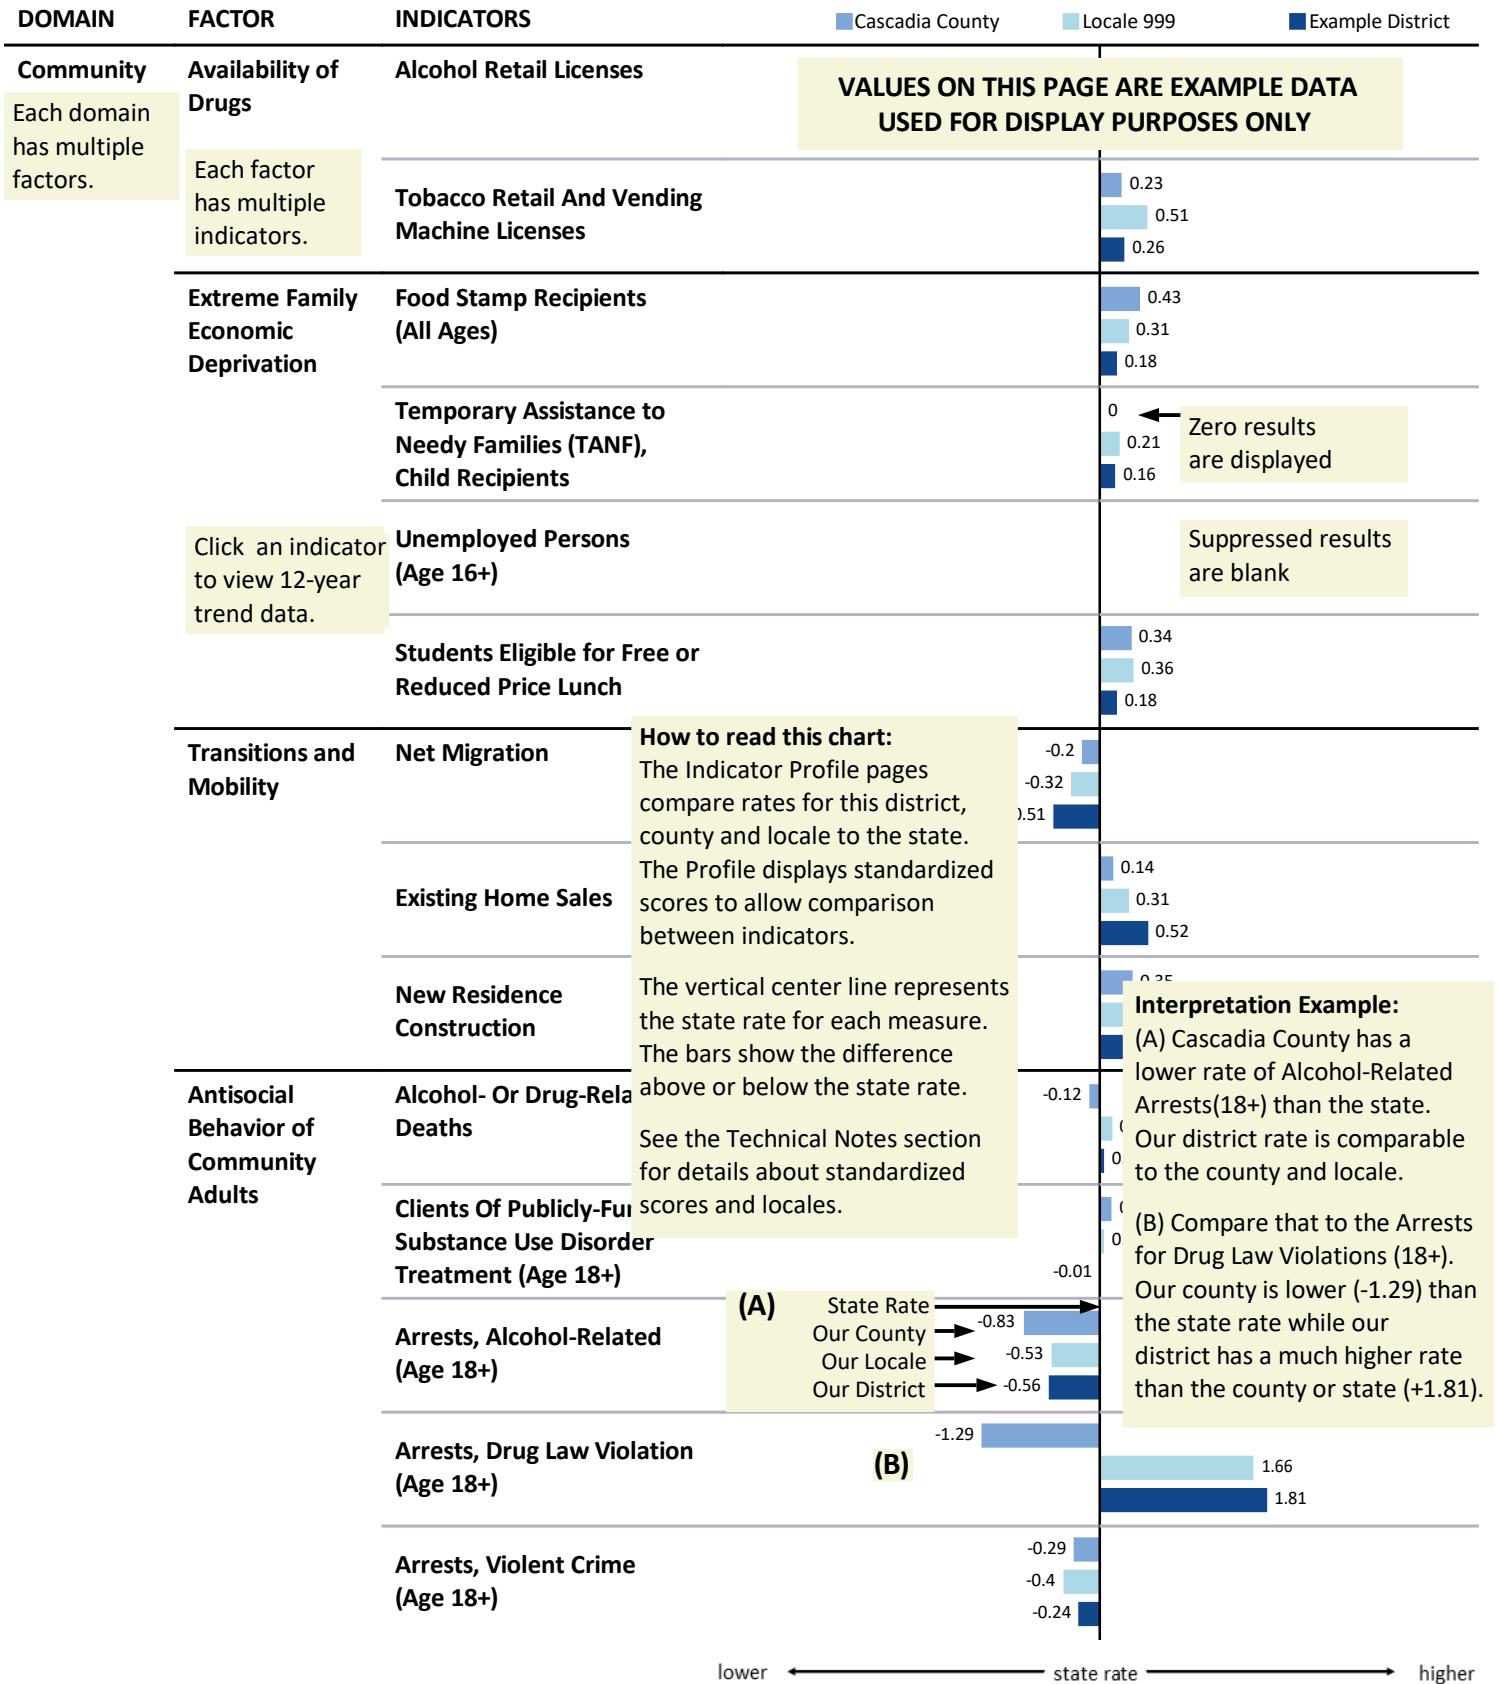 DOMAIN FACTOR INDICATORS Cascadia County Locale 999 Example District
Community Availability of Drugs Alcohol Retail Licenses
Each domain
has multiple
factors.
Each factor
has multiple
indicators.
VALUES ON THIS PAGE ARE EXAMPLE DATA
USED FOR DISPLAY PURPOSES ONLY
Tobacco Retail And Vending
Machine Licenses
0.23
0.51
0.26
Extreme Family
Economic
Deprivation
Food Stamp Recipients
(All Ages)
0.43
0.31
0.18
Temporary Assistance to
Needy Families (TANF),
Child Recipients
0
0.21
0.16
Zero results
are displayed
Click an indicator
to view 12-year
trend data.
Unemployed Persons
(Age 16+)
Suppressed results
are blank
Students Eligible for Free or
Reduced Price Lunch
0.34
0.36
0.18
Transitions and
Mobility
Net Migration
-0.2
-0.32
.51
How to read this chart:
The Indicator Profile pages
compare rates for this district,
county and locale to the state.
The Profile displays standardized
scores to allow comparison
between indicators.
The vertical center line represents
the state rate for each measure.
The bars show the difference
above or below the state rate.
See the Technical Notes section
for details about standardized
scores and locales.
Existing Home Sales
0.14
0.31
0.52
New Residence
Construction
Interpretation Example:
(A) Cascadia County has a
lower rate of Alcohol-Related
Arrests(18+) than the state.
Our district rate is comparable
to the county and locale.
(B) Compare that to the Arrests
for Drug Law Violations (18+).
Our county is lower (-1.29) than
the state rate while our
district has a much higher rate
than the county or state (+1.81).
Antisocial
Behavior of
Community
Adults
Alcohol- Or Drug-Rela
Deaths
-0.12
0.
Clients Of Publicly-Fu
Substance Use Disorder
Treatment (Age 18+)
0.
-0.01
Arrests, Alcohol-Related
(Age 18+)
(A) State Rate
Our County -0.83
Our Locale -0.53
Our District -0.56
Arrests, Drug Law Violation
(Age 18+)
(B)
-1.29
1.66
1.81
Arrests, Violent Crime
(Age 18+)
-0.29
-0.4
-0.24
lower state rate higher